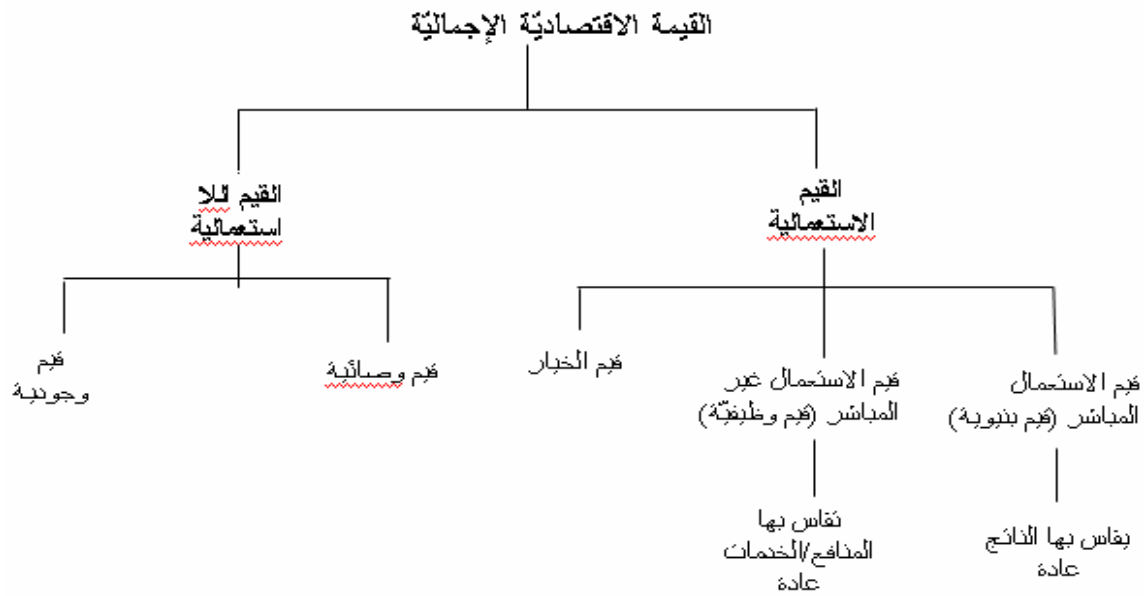 القيمة الاقتصاديّة الإجماليّة
القيم
الاستعمالية
القيم اللا
استعمالية
قيم الاستعمال
المباشر (قيم بنيوية)
قيم الاستعمال غير
المباشر (قيم وظيفيّة)
قيم الخيار
قيم وصائية
قيم
وجودية
يقاس بها الناتج
عادة
تقاس بها
المنافع/الخدمات
عادة